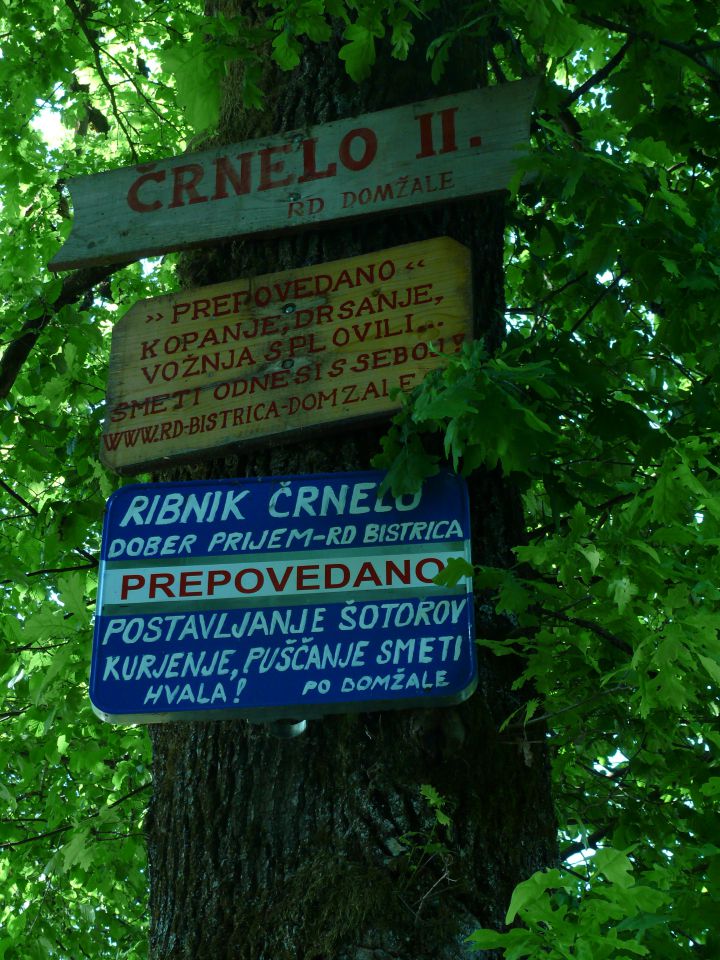 ČRNELO II.
RD DOMŽALE
>> PREPOVEDANO <<
KOPANJE, DRSANJE,
VOŽNJA S PLOVILI...
SMETI ODNESI S SEBOJ!
WWW.RD-BISTRICA-DOMZALE
RIBNIK ČRNELO
DOBER PRIJEM-RD BISTRICA
PREPOVEDANO
POSTAVLJANJE ŠOTOROV
KURJENJE, PUŠČANJE SMETI
HVALA! PO DOMŽALE